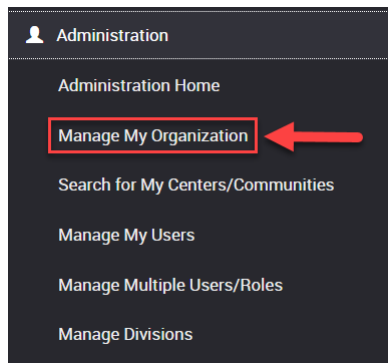 Administration
Administration Home
Manage My Organization
Search for My Centers/Communities
Manage My Users
Manage Multiple Users/Roles
Manage Divisions